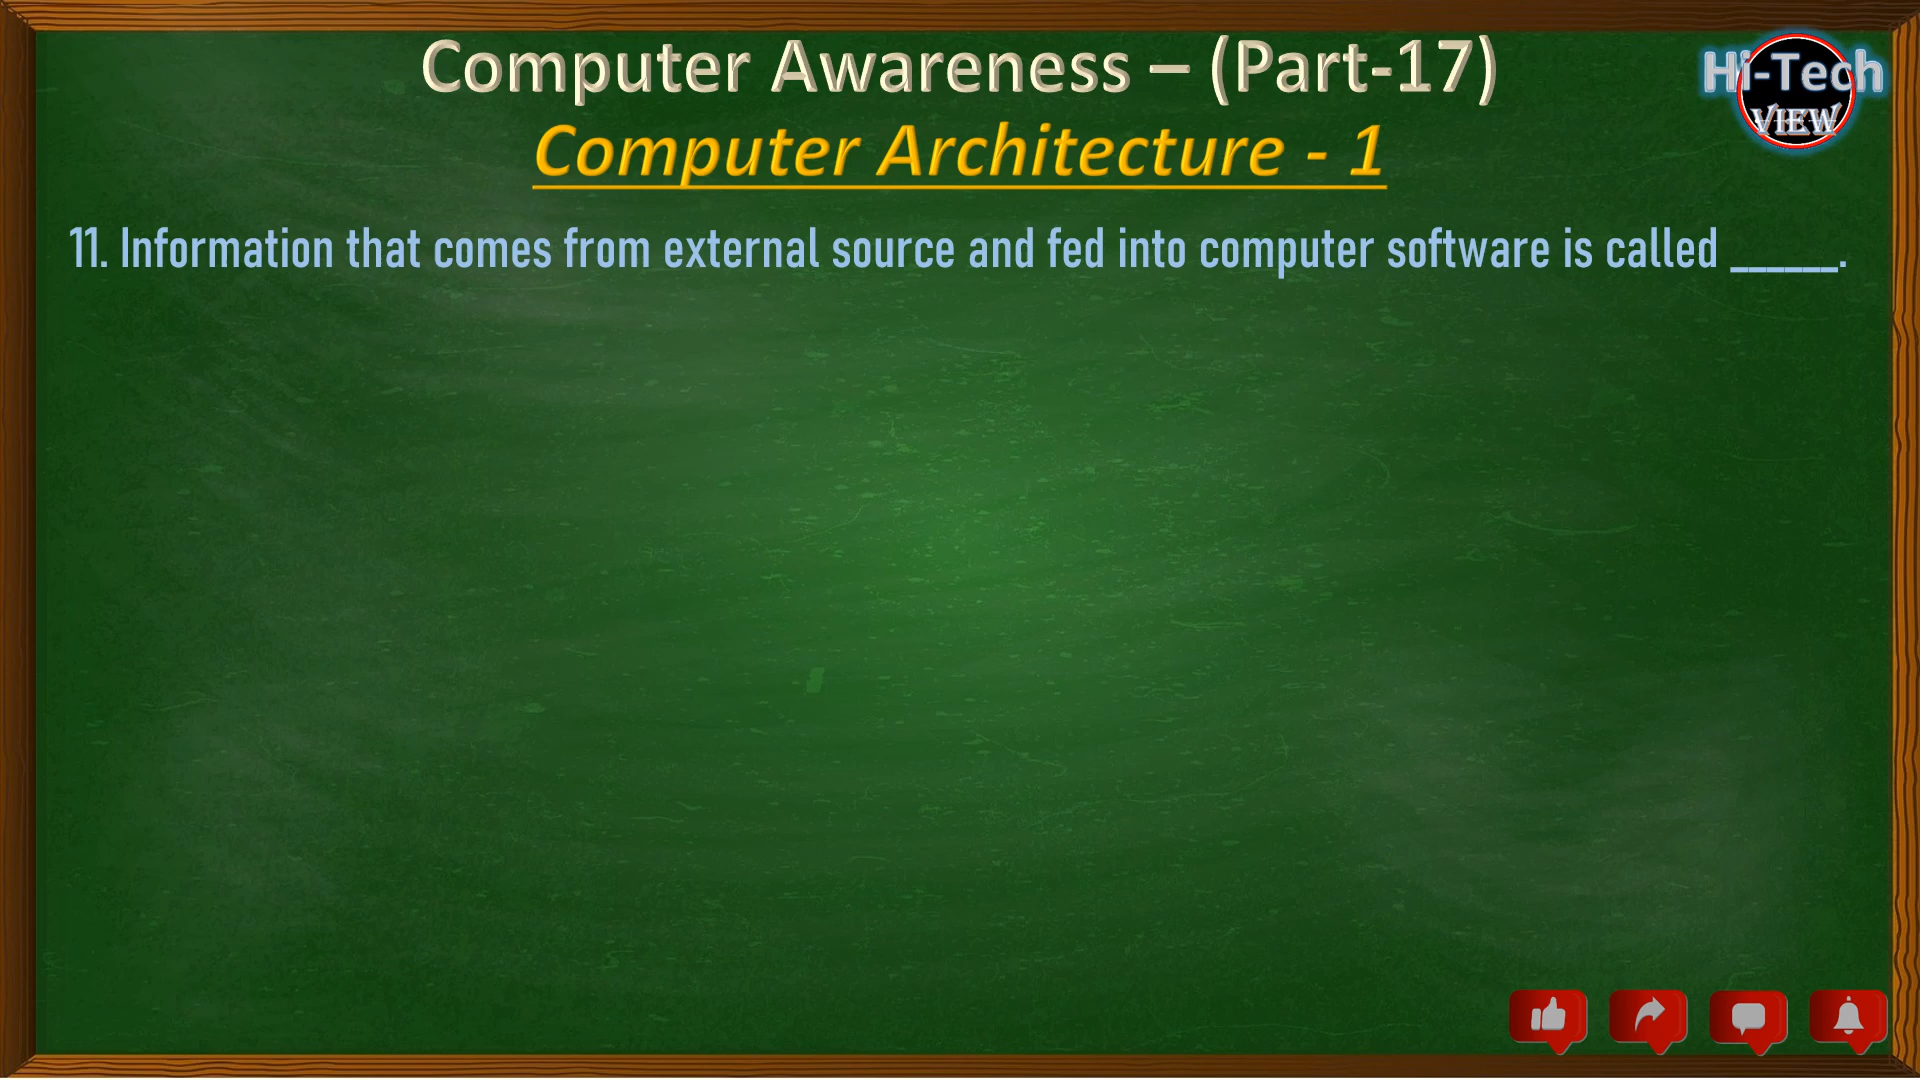 Computer Awareness – (Part-17)
Hi-Tech
VIEW
Computer Architecture - 1
11. Information that comes from external source and fed into computer software is called ______.